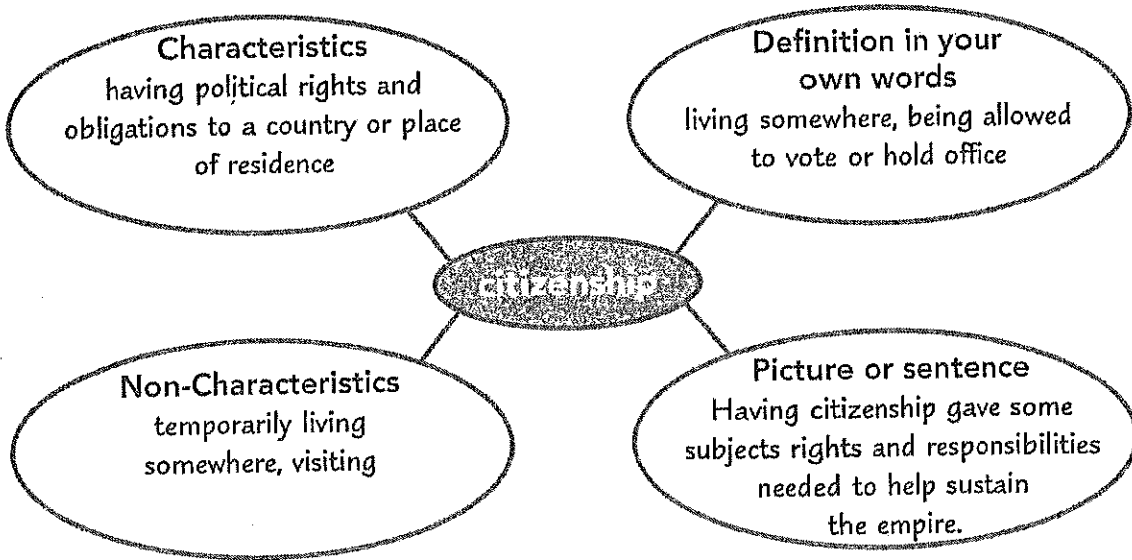 Characteristics
having political rights and
obligations to a country or place
of residence
Definition in your
own words
living somewhere, being allowed
to vote or hold office
citizenship
Non-Characteristics
temporarily living
somewhere, visiting
Picture or sentence
Having citizenship gave some
subjects rights and responsibilities
needed to help sustain
the empire.